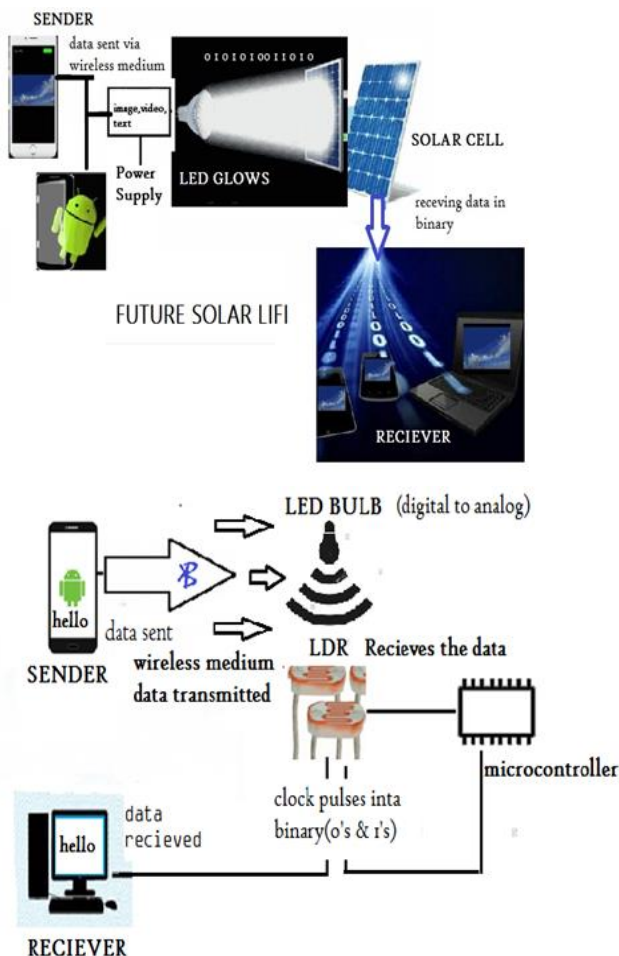 SENDER
data sent via
wireless medium
image,video,
text
Power
Supply
0101010011010
LED GLOWS
SOLAR CELL
receving data in
binary
FUTURE SOLAR LIFI
RECIEVER
LED BULB (digital to analog)
hello
data sent
SENDER
wireless medium
data transmitted
LDR Recieves the data
microcontroller
clock pulses inta
binary(0's & 1's)
data
recieved
hello
RECIEVER